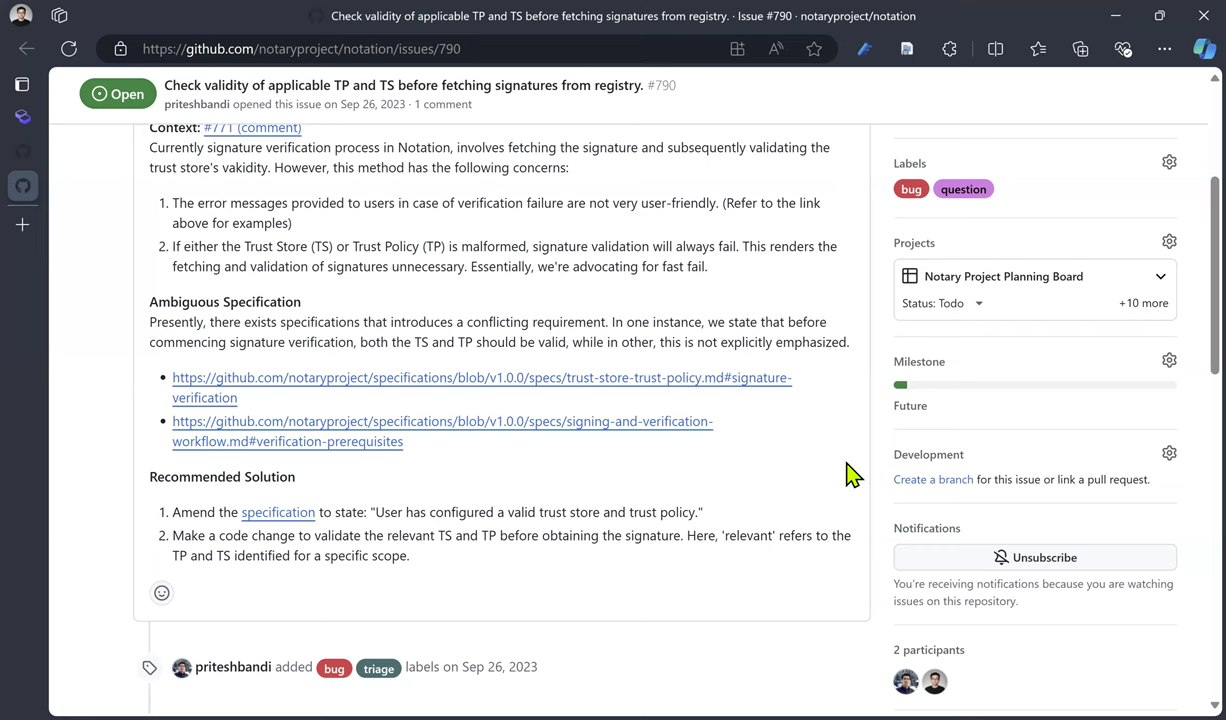 Check validity of applicable TP and TS before fetching signatures from registry. · Issue #790 · notaryproject/notation
https://github.com/notaryproject/notation/issues/790
Open
Check validity of applicable TP and TS before fetching signatures from registry. #790
priteshbandi opened this issue on Sep 26, 2023 · 1 comment
Context: #771 (comment)
Currently signature verification process in Notation, involves fetching the signature and subsequently validating the
trust store's vakidity. However, this method has the following concerns:
1. The error messages provided to users in case of verification failure are not very user-friendly. (Refer to the link
above for examples)
2. If either the Trust Store (TS) or Trust Policy (TP) is malformed, signature validation will always fail. This renders the
fetching and validation of signatures unnecessary. Essentially, we're advocating for fast fail.
Ambiguous Specification
Presently, there exists specifications that introduces a conflicting requirement. In one instance, we state that before
commencing signature verification, both the TS and TP should be valid, while in other, this is not explicitly emphasized.
• https://github.com/notaryproject/specifications/blob/v1.0.0/specs/trust-store-trust-policy.md#signature-
verification
• https://github.com/notaryproject/specifications/blob/v1.0.0/specs/signing-and-verification-
workflow.md#verification-prerequisites
Recommended Solution
1. Amend the specification to state: "User has configured a valid trust store and trust policy."
2. Make a code change to validate the relevant TS and TP before obtaining the signature. Here, 'relevant' refers to the
TP and TS identified for a specific scope.
priteshbandi added bug triage labels on Sep 26, 2023
Labels
bug question
Projects
Notary Project Planning Board
Status: Todo
+10 more
Milestone
Future
Development
Create a branch for this issue or link a pull request.
Notifications
Unsubscribe
You're receiving notifications because you are watching
issues on this repository.
2 participants